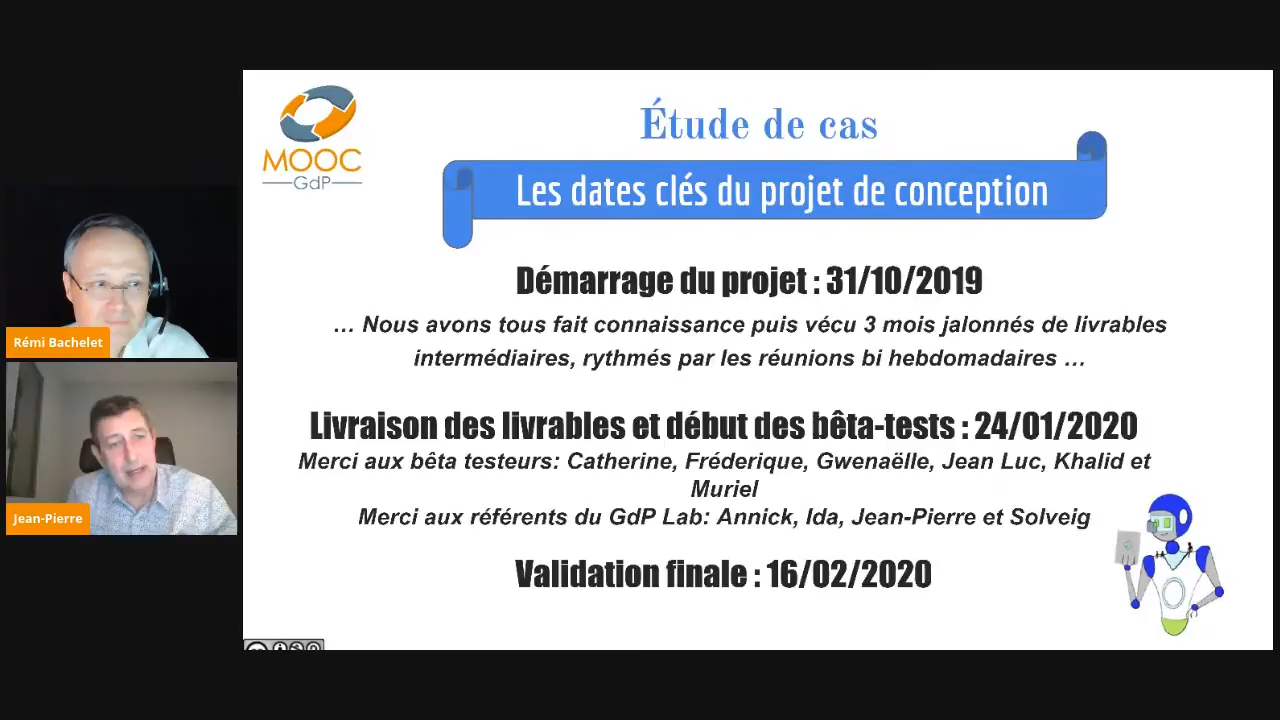 MOOC
GdP
Étude de cas
Les dates clés du projet de conception
Démarrage du projet : 31/10/2019
… Nous avons tous fait connaissance puis vécu 3 mois jalonnés de livrables
intermédiaires, rythmés par les réunions bi hebdomadaires …
Livraison des livrables et début des bêta-tests : 24/01/2020
Merci aux bêta testeurs: Catherine, Fréderique, Gwenaëlle, Jean Luc, Khalid et
Muriel
Merci aux référents du GdP Lab: Annick, Ida, Jean-Pierre et Solveig
Validation finale : 16/02/2020
Rémi Bachelet
Jean-Pierre